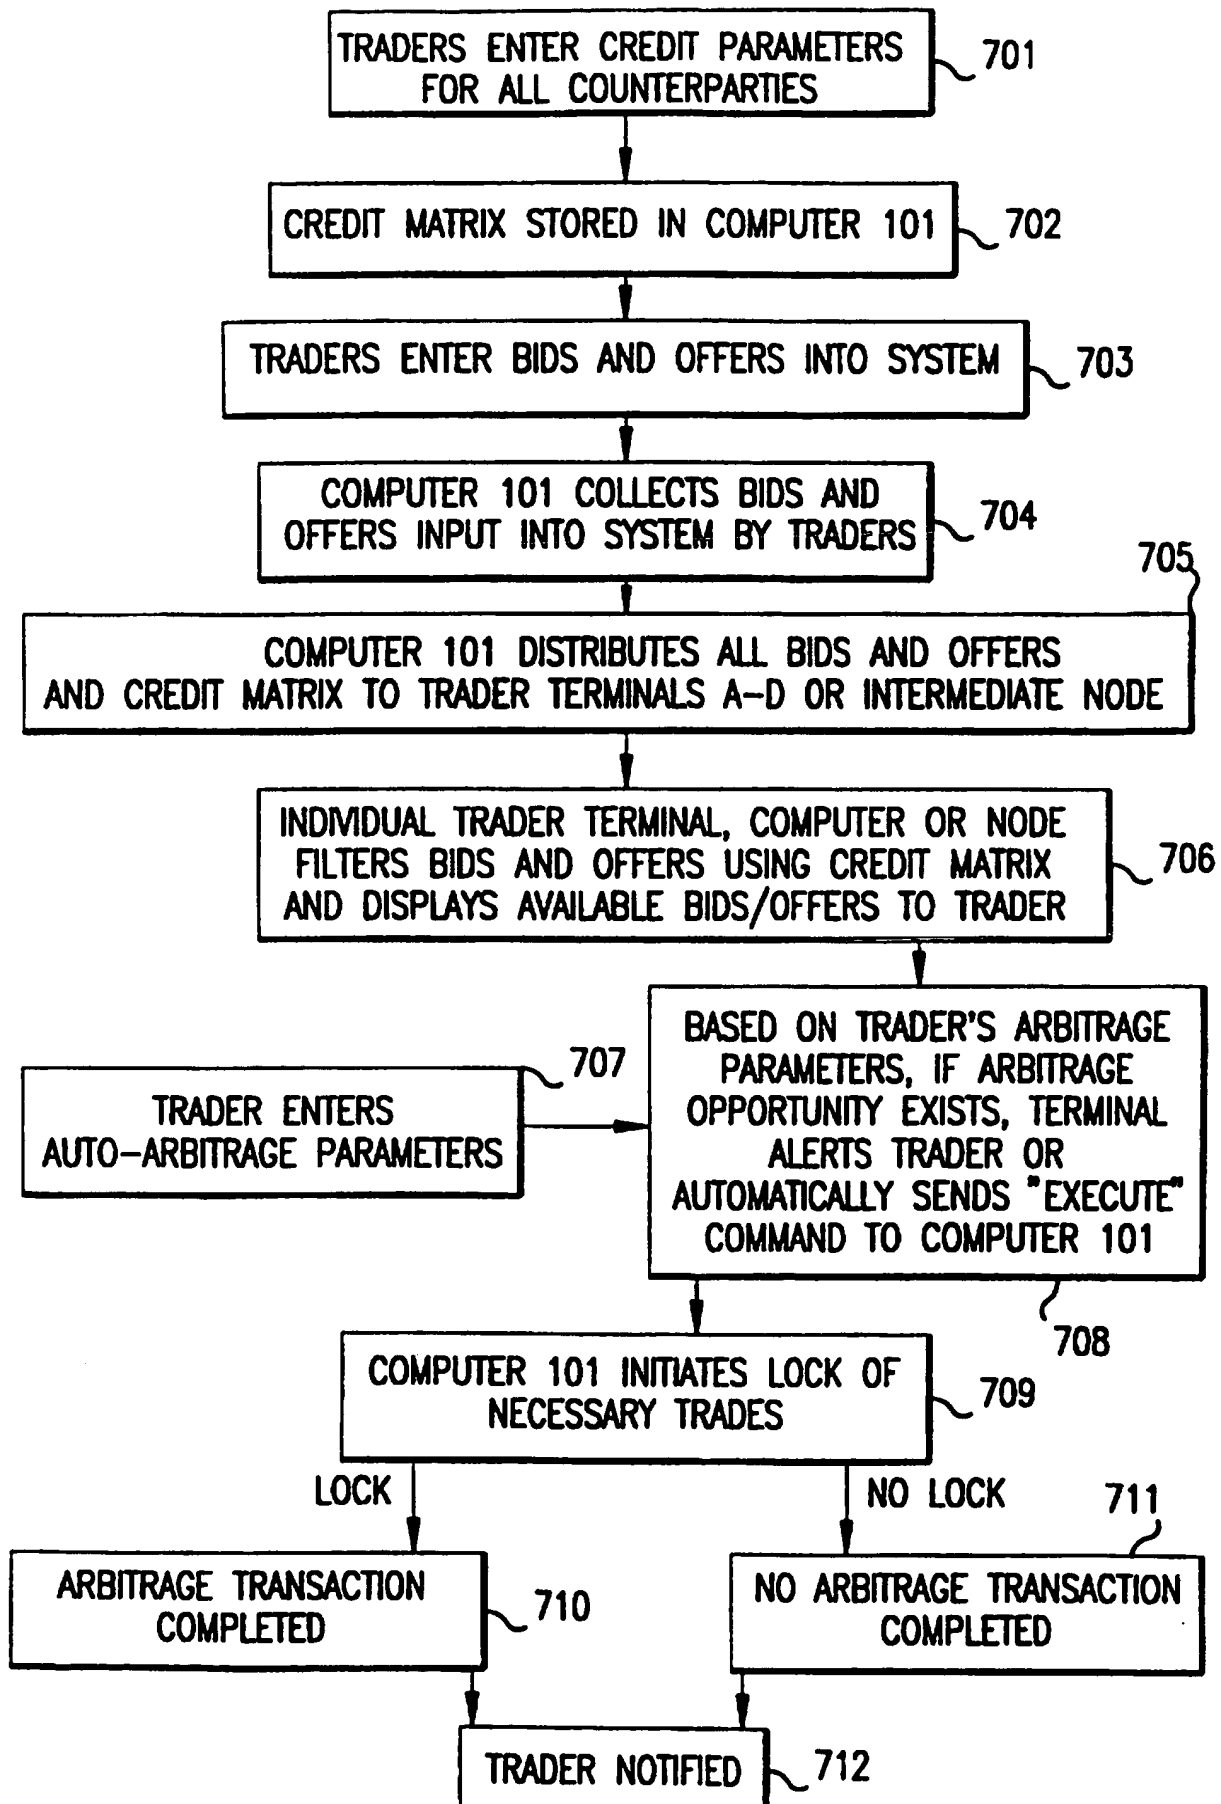 TRADERS ENTER CREDIT PARAMETERS
FOR ALL COUNTERPARTIES
701
CREDIT MATRIX STORED IN COMPUTER 101
702
TRADERS ENTER BIDS AND OFFERS INTO SYSTEM
703
COMPUTER 101 COLLECTS BIDS AND
OFFERS INPUT INTO SYSTEM BY TRADERS
704
705
COMPUTER 101 DISTRIBUTES ALL BIDS AND OFFERS
AND CREDIT MATRIX TO TRADER TERMINALS A-D OR INTERMEDIATE NODE
INDIVIDUAL TRADER TERMINAL, COMPUTER OR NODE
FILTERS BIDS AND OFFERS USING CREDIT MATRIX
AND DISPLAYS AVAILABLE BIDS/OFFERS TO TRADER
706
707
TRADER ENTERS
AUTO-ARBITRAGE PARAMETERS
BASED ON TRADER'S ARBITRAGE
PARAMETERS, IF ARBITRAGE
OPPORTUNITY EXISTS, TERMINAL
ALERTS TRADER OR
AUTOMATICALLY SENDS "EXECUTE"
COMMAND TO COMPUTER 101
708
COMPUTER 101 INITIATES LOCK OF
NECESSARY TRADES
709
LOCK
NO LOCK
711
ARBITRAGE TRANSACTION
COMPLETED
710
NO ARBITRAGE TRANSACTION
COMPLETED
TRADER NOTIFIED
712